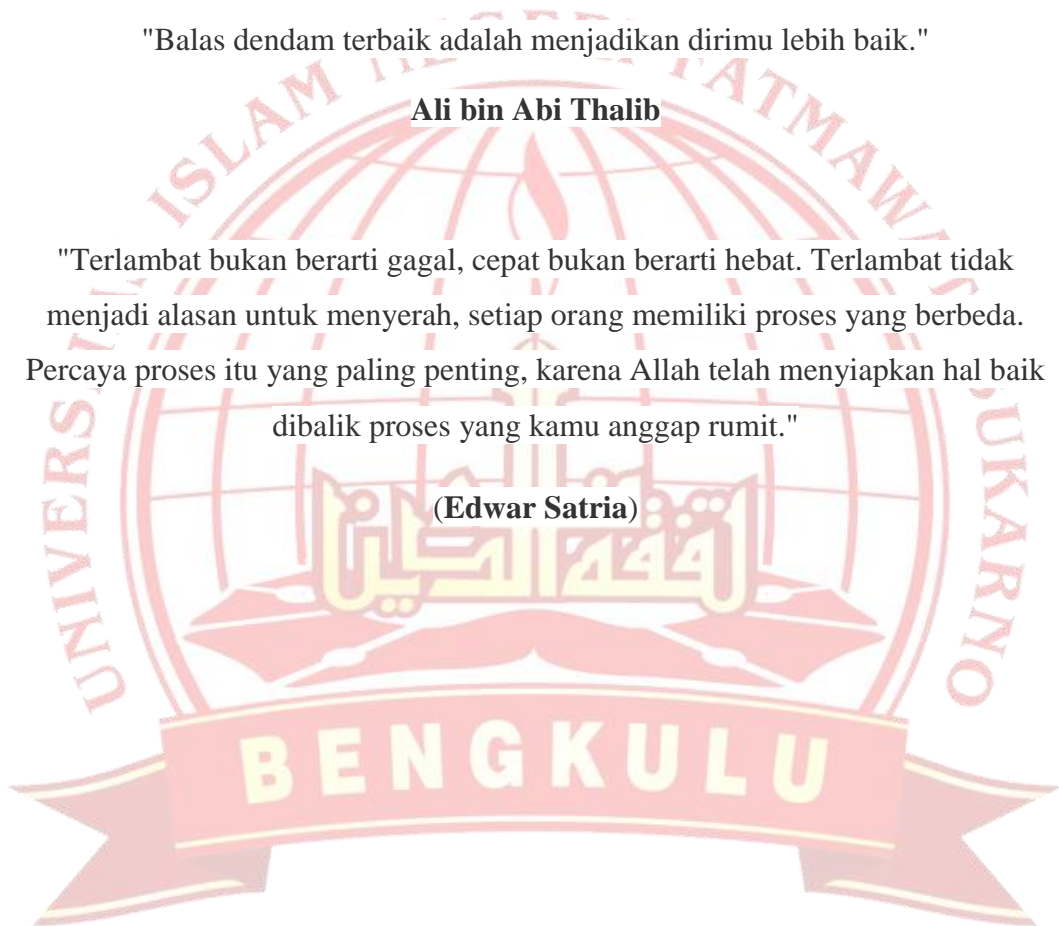 "Balas dendam terbaik adalah menjadikan dirimu lebih baik."
Ali bin Abi Thalib
"Terlambat bukan berarti gagal, cepat bukan berarti hebat. Terlambat tidak
menjadi alasan untuk menyerah, setiap orang memiliki proses yang berbeda.
Percaya proses itu yang paling penting, karena Allah telah menyiapkan hal baik
dibalik proses yang kamu anggap rumit."
(Edwar Satria)
BENGKULU